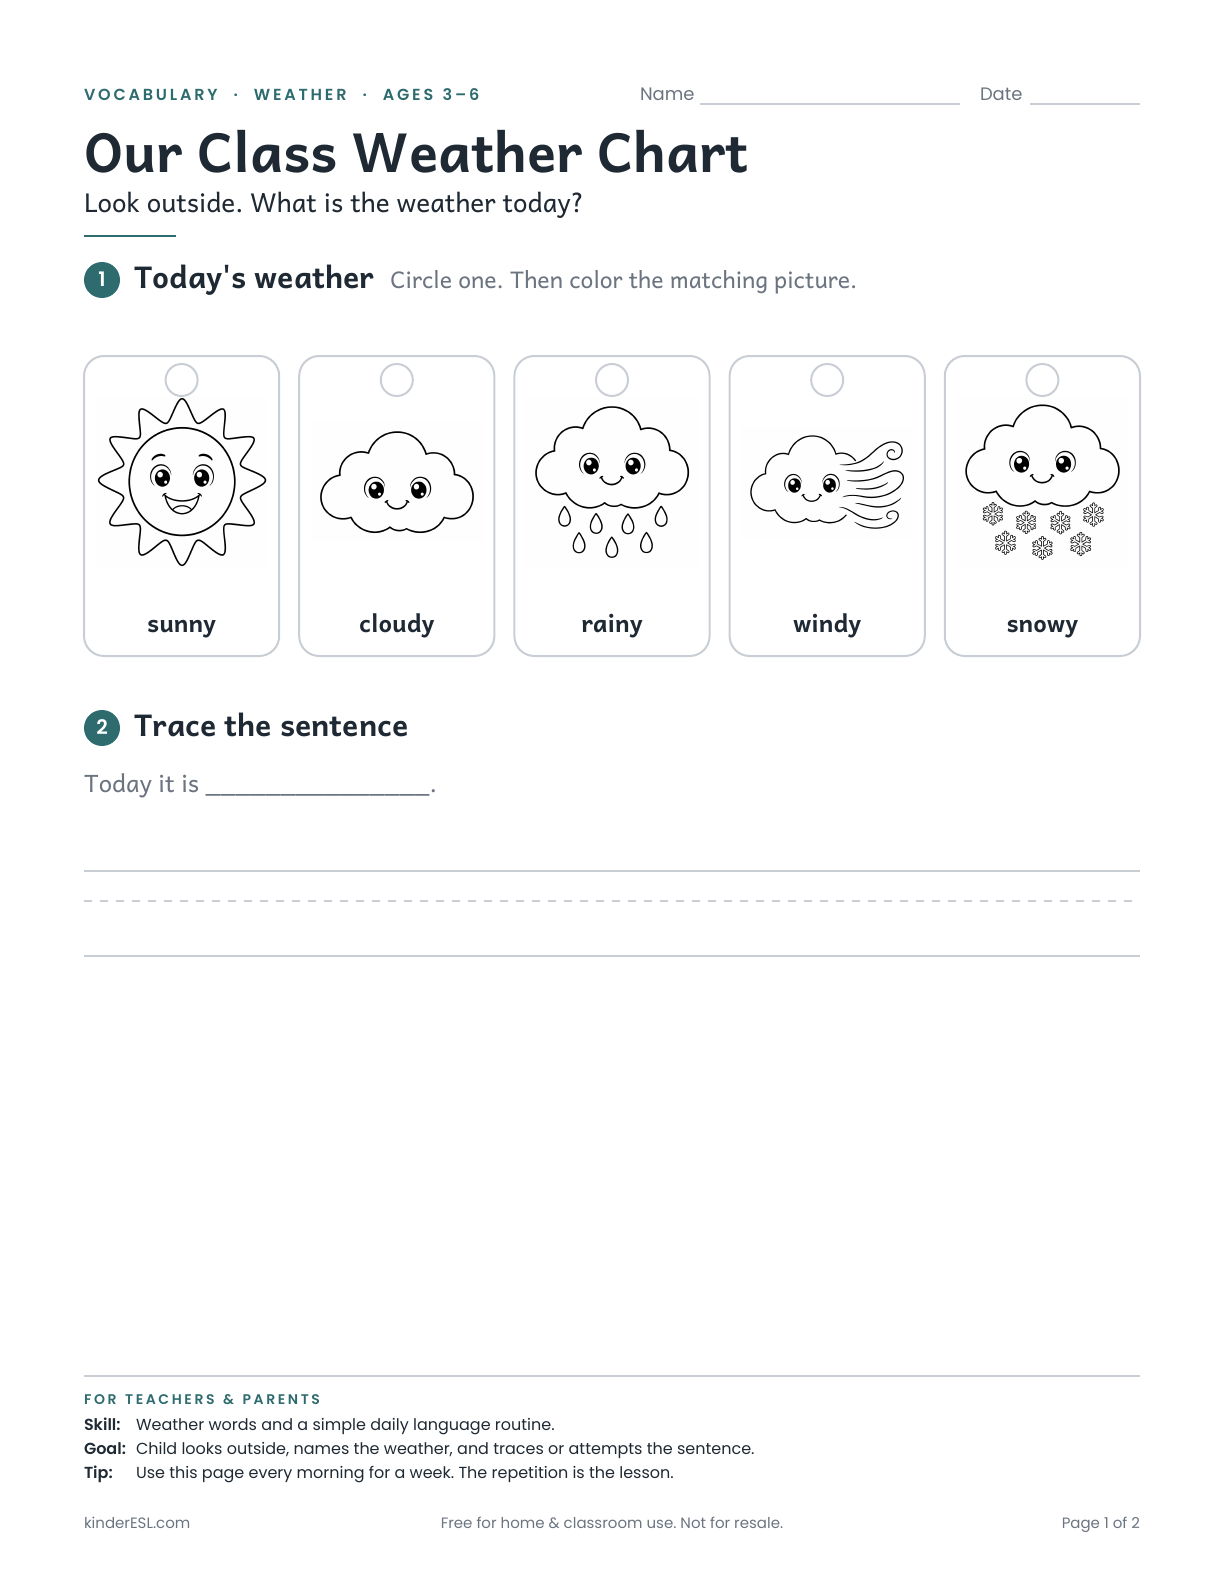 VOCABULARY · WEATHER · AGES 3–6 Name Date
Our Class Weather Chart
Look outside. What is the weather today?
1 Today's weather Circle one. Then color the matching picture.
sunny cloudy rainy windy snowy
2 Trace the sentence
Today it is _______________.
FOR TEACHERS & PARENTS
Skill: Weather words and a simple daily language routine.
Goal: Child looks outside, names the weather, and traces or attempts the sentence.
Tip: Use this page every morning for a week. The repetition is the lesson.
kinderESL.com Free for home & classroom use. Not for resale. Page 1 of 2